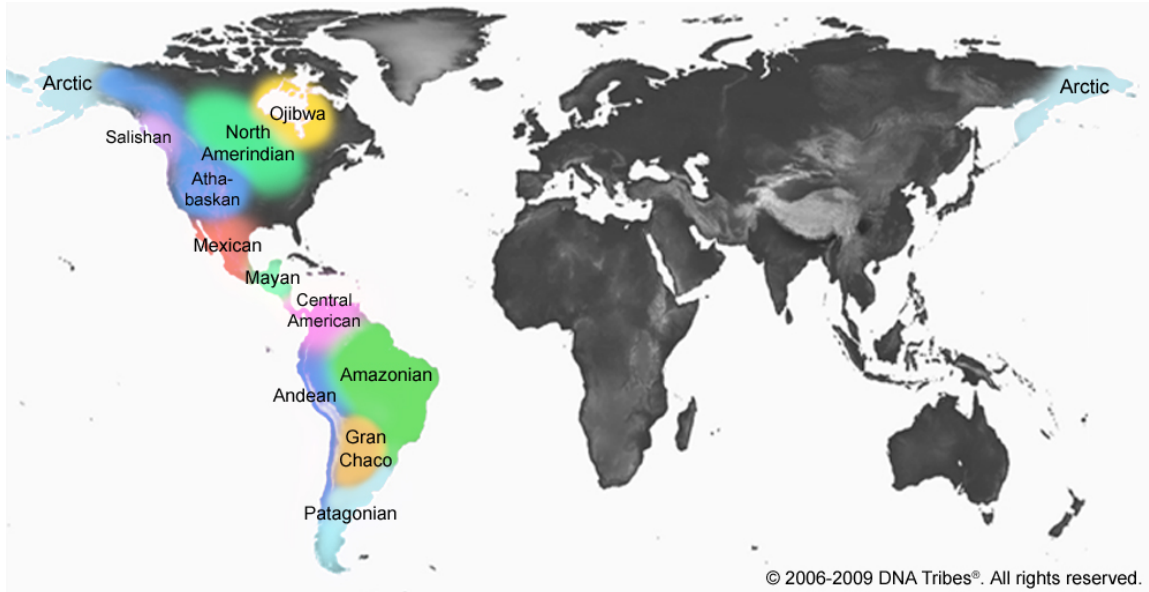 Arctic
Arctic
Ojibwa
Salishan
North
Amerindian
Atha-
baskan
Mexican
Mayan
Central
American
Amazonian
Andean
Gran
Chaco
Patagonian
© 2006-2009 DNA Tribes®. All rights reserved.